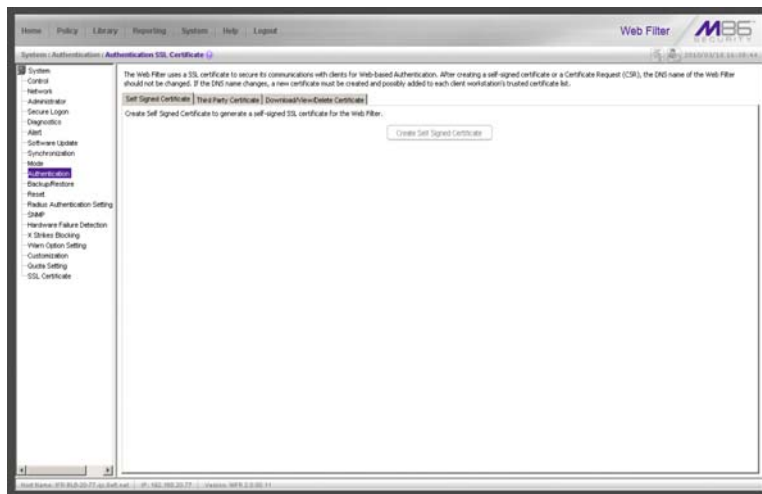 Home Policy Library Reporting System Help Logout
Web Filter
M86 SECURITY
System : Authentication : Authentication SSL Certificate
System
Control
Network
Administrator
Secure Logon
Diagnostics
Alert
Software Update
Synchronization
Mode
Authentication
Backup/Restore
Reset
Radius Authentication Setting
SNMP
Hardware Failure Detection
X Strikes Blocking
Warn Option Setting
Customization
Quota Setting
SSL Certificate
The Web Filter uses a SSL certificate to secure its communications with clients for Web-based Authentication. After creating a self-signed certificate or a Certificate Request (CSR), the DNS name of the Web Filter
should not be changed. If the DNS name changes, a new certificate must be created and possibly added to each client workstation's trusted certificate list.
Self Signed Certificate Third Party Certificate Download/View/Delete Certificate
Create Self Signed Certificate to generate a self-signed SSL certificate for the Web Filter.
Create Self Signed Certificate
Host Name: IP: Version: WFR